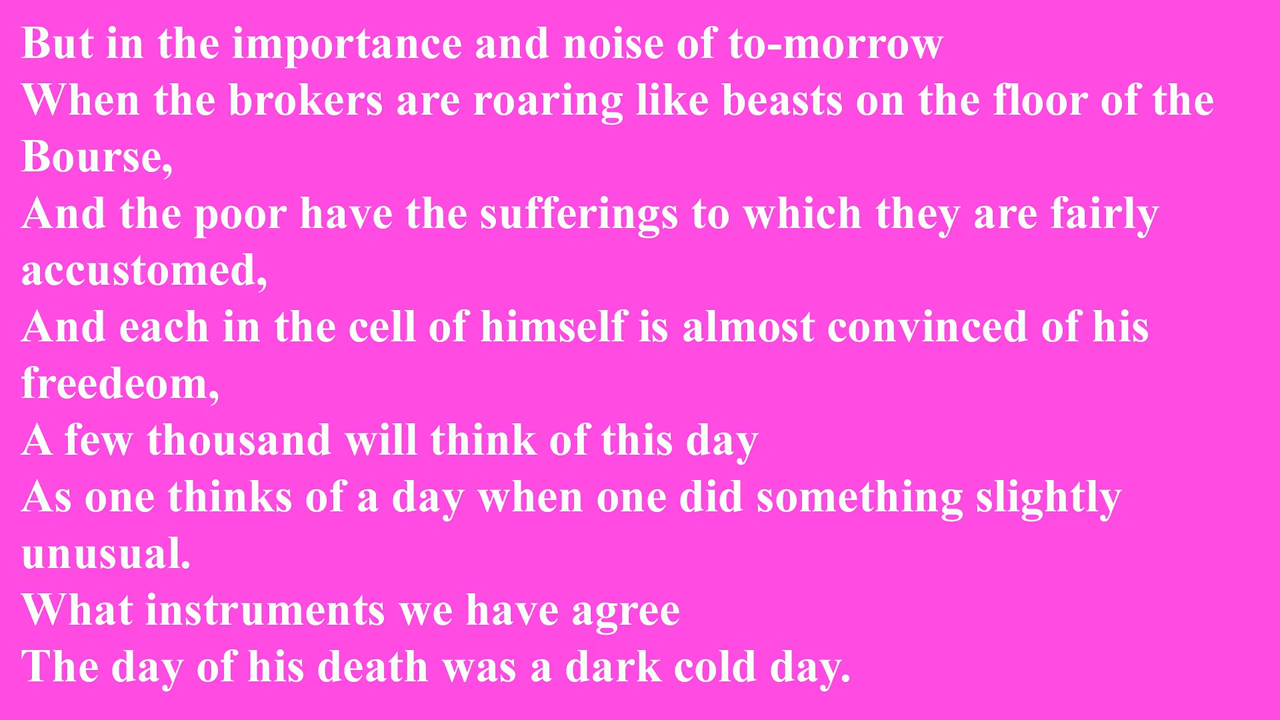 But in the importance and noise of to-morrow
When the brokers are roaring like beasts on the floor of the
Bourse,
And the poor have the sufferings to which they are fairly
accustomed,
And each in the cell of himself is almost convinced of his
freedeom,
A few thousand will think of this day
As one thinks of a day when one did something slightly
unusual.
What instruments we have agree
The day of his death was a dark cold day.